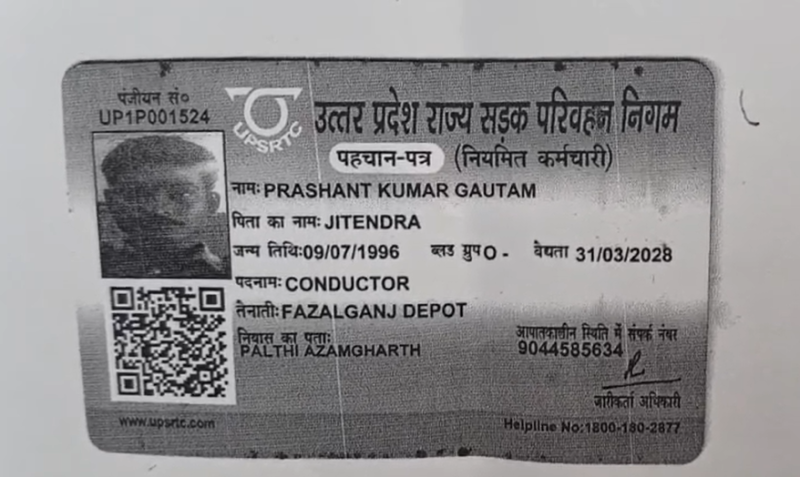 पंजीयन सं०
UP1P001524
UPSRTC
उत्तर प्रदेश राज्य सड़क परिवहन निगम
पहचान-पत्र (नियमित कर्मचारी)
नामः PRASHANT KUMAR GAUTAM
पिता का नामः JITENDRA
जन्म तिथिः 09/07/1996 ब्लड ग्रुप O - वैद्यता 31/03/2028
पदनामः CONDUCTOR
तैनातीः FAZALGANJ DEPOT
निवास का पताः
PALTHI AZAMGHARTH
आपातकालीन स्थिति में संपर्क नंबर
9044585634
जारीकर्ता अधिकारी
www.upsrtc.com
Helpline No:1800-180-2877